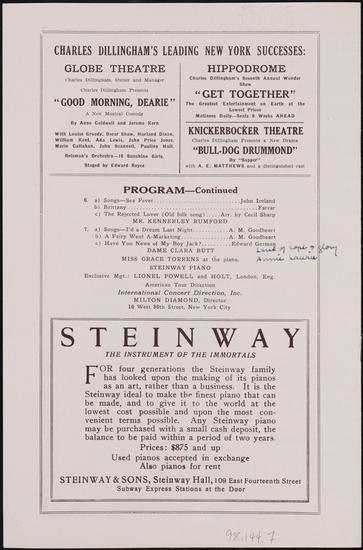 CHARLES DILLINGHAM'S LEADING NEW YORK SUCCESSES:
GLOBE THEATRE
Charles Dillingham, Owner and Manager
Charles Dillingham Presents
"GOOD MORNING, DEARIE"
A New Musical Comedy
By Anne Caldwell and Jerome Kern
With Louise Groody, Oscar Shaw, Harland Dixon,
William Kent, Ada Lewis, John Price Jones,
Marie Callahan, John Scannell, Pauline Hall.
Reisman's Orchestra—16 Sunshine Girls,
Staged by Edward Royce
HIPPODROME
Charles Dillingham's Seventh Annual Wonder
Show
"GET TOGETHER"
The Greatest Entertainment on Earth at the
Lowest Prices
Matinees Daily—Seats 8 Weeks AHEAD
KNICKERBOCKER THEATRE
Charles Dillingham Presents a New Drama
"BULL-DOG DRUMMOND"
By "Sapper"
with A. E. MATTHEWS and a distinguished cast
PROGRAM—Continued
6. a) Songs—Sea Fever........John Ireland
b) Brittany........Farrar
c) The Rejected Lover (Old folk song)....Arr. by Cecil Sharp
MR. KENNERLEY RUMFORD
7. a) Songs—I'd a Dream Last Night........A. M. Goodheart
b) A Fairy Went A-Marketing........A. M. Goodheart
c) Have You News of My Boy Jack?........Edward German
Land of Hope & Glory
Annie Laurie
DAME CLARA BUTT
MISS GRACE TORRENS at the piano.
STEINWAY PIANO
Exclusive Mgt.: LIONEL POWELL and HOLT, London, Eng.
American Tour Direction
International Concert Direction, Inc.
MILTON DIAMOND, Director
16 West 36th Street, New York City
STEINWAY
THE INSTRUMENT OF THE IMMORTALS
FOR four generations the Steinway family
has looked upon the making of its pianos
as an art, rather than a business. It is the
Steinway ideal to make the finest piano that can
be made, and to give it to the world at the
lowest cost possible and upon the most con-
venient terms possible. Any Steinway piano
may be purchased with a small cash deposit, the
balance to be paid within a period of two years.
Prices: $875 and up
Used pianos accepted in exchange
Also pianos for rent
STEINWAY & SONS, Steinway Hall, 109 East Fourteenth Street
Subway Express Stations at the Door
98.144.7